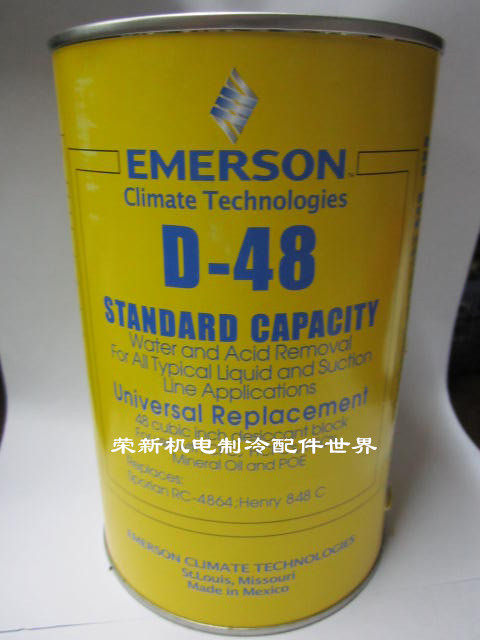 EMERSON
Climate Technologies
D-48
STANDARD CAPACITY
Water and Acid Removal
For All Typical Liquid and Suction
Line Applications
Universal Replacement
48 cubic inch desiccant block
荣新机电制冷配件世界
Mineral Oil and POE
Replaces:
Sporlan RC-4864; Henry 848 C
EMERSON CLIMATE TECHNOLOGIES
St.Louis, Missouri
Made in Mexico